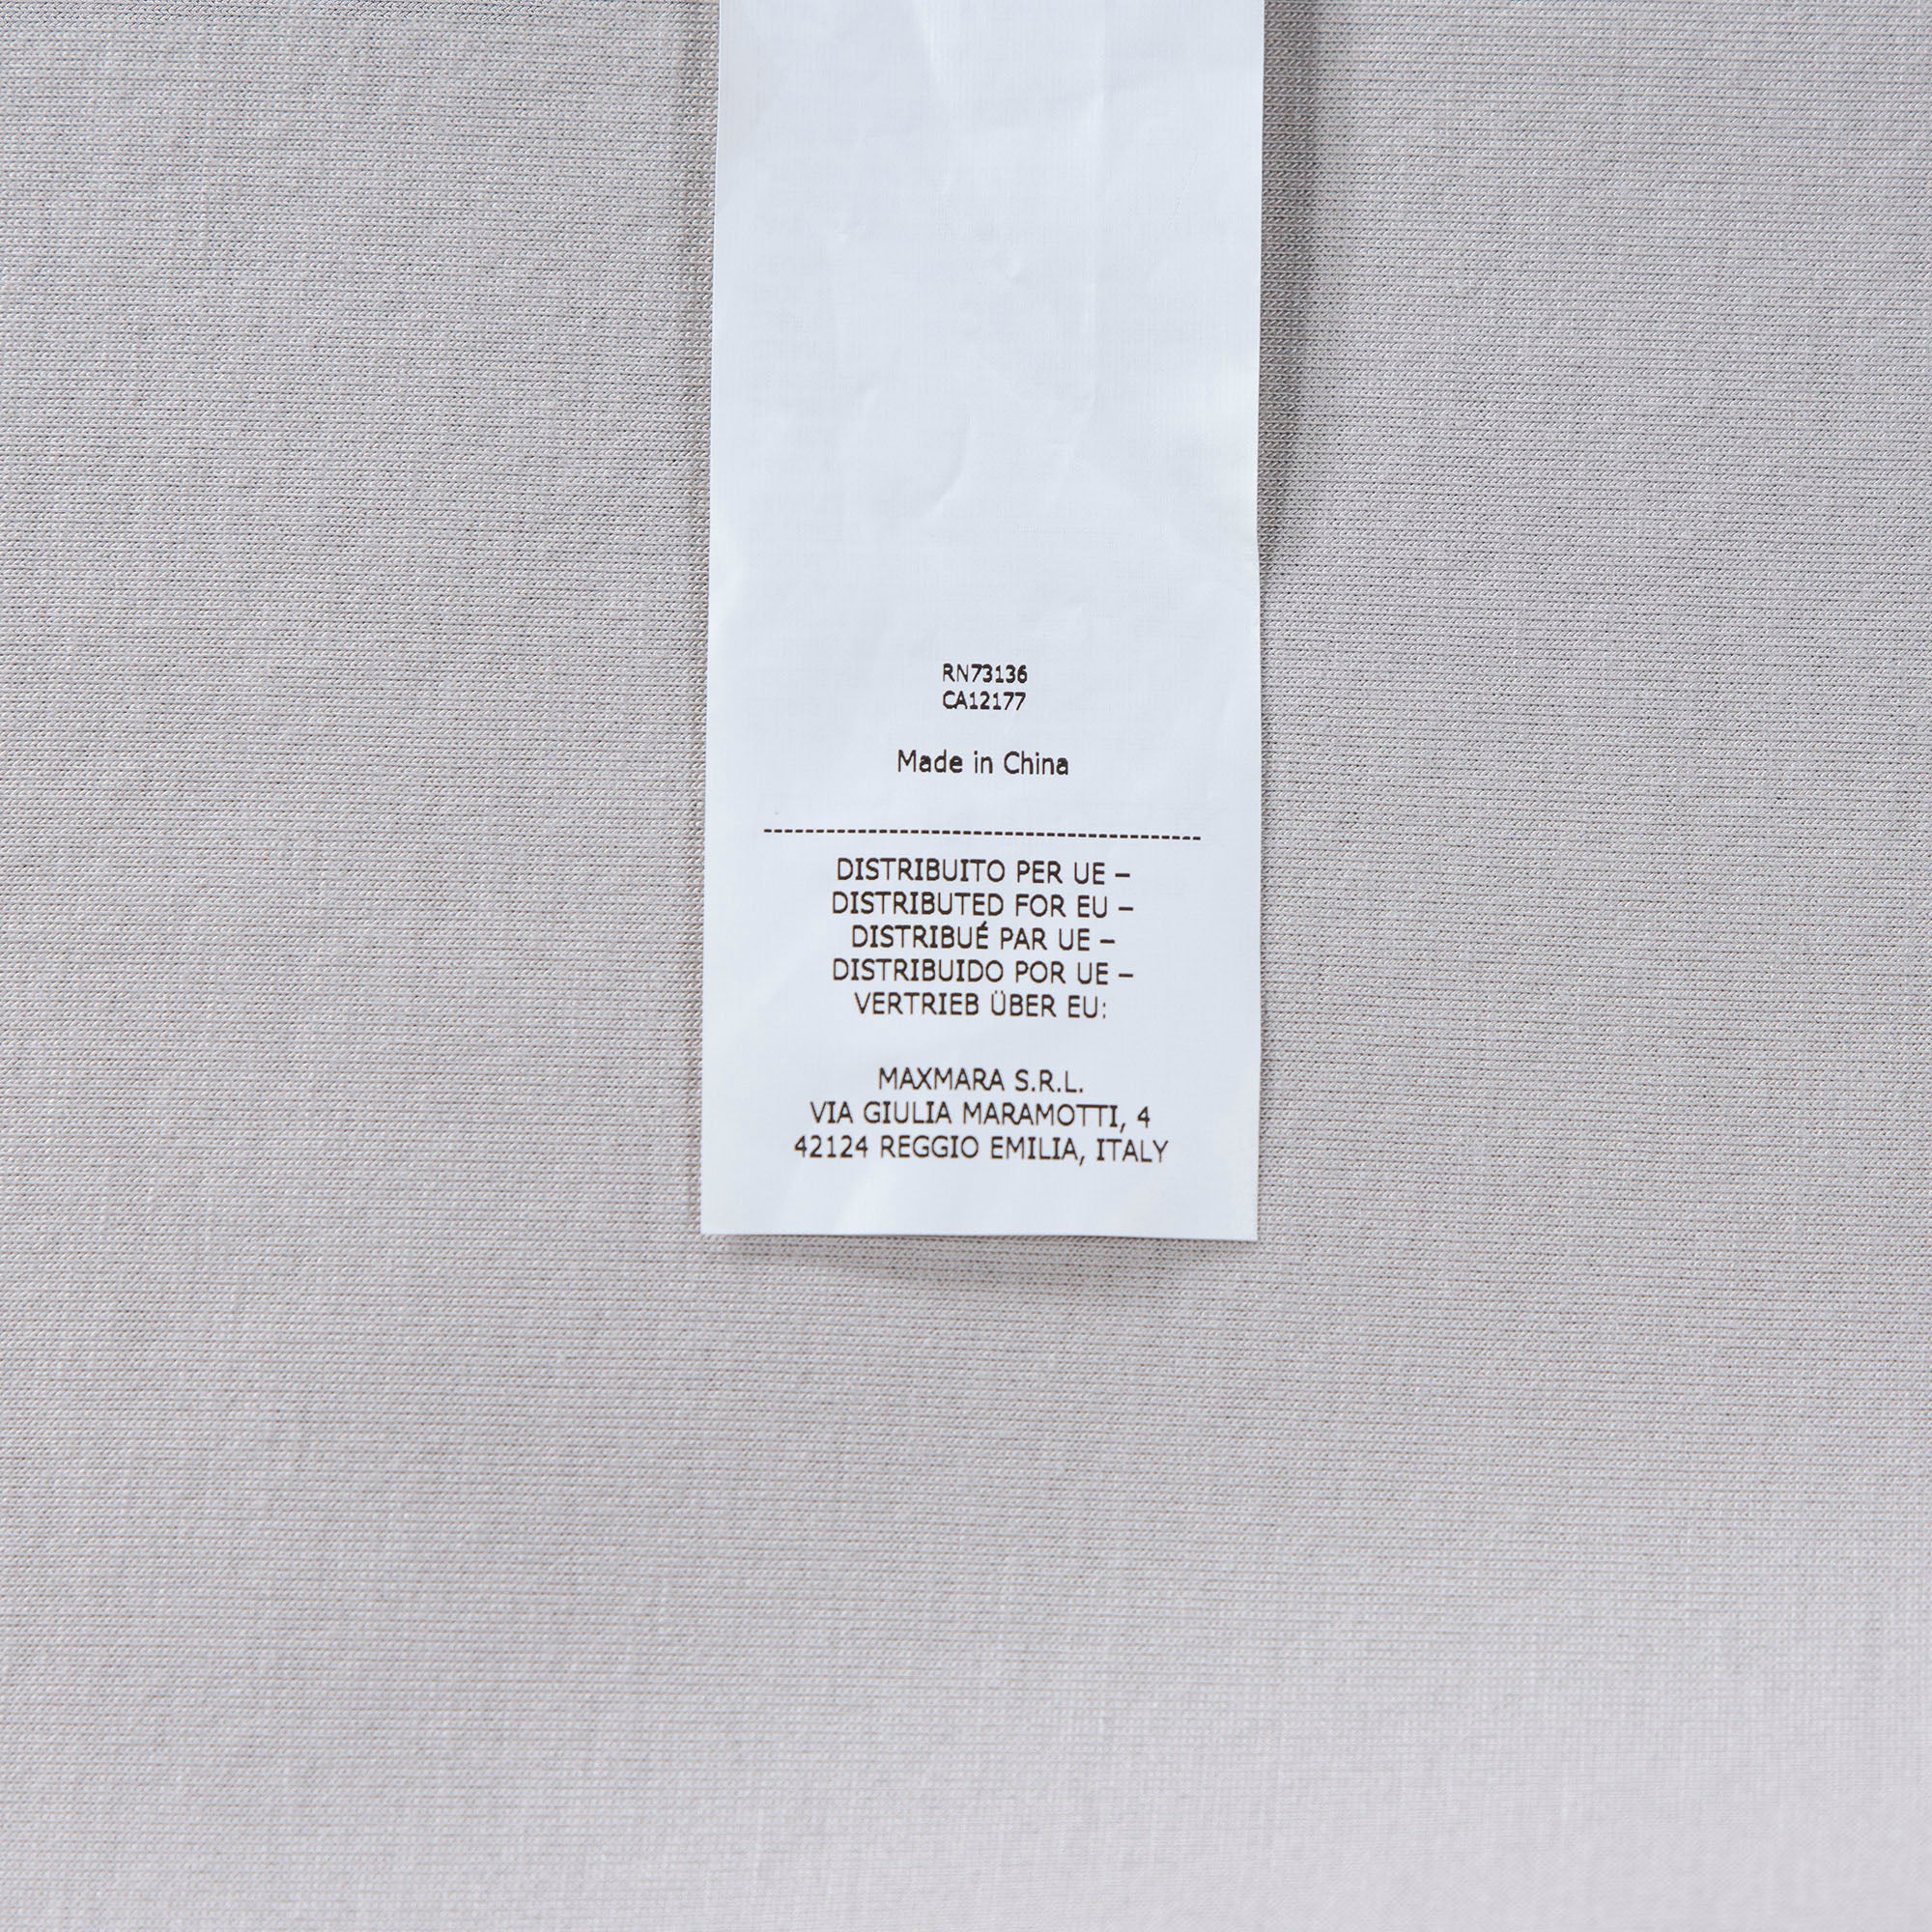 RN73136
CA12177
Made in China
------------------------------------------
DISTRIBUITO PER UE –
DISTRIBUTED FOR EU –
DISTRIBUÉ PAR UE –
DISTRIBUIDO POR UE –
VERTRIEB ÜBER EU:
MAXMARA S.R.L.
VIA GIULIA MARAMOTTI, 4
42124 REGGIO EMILIA, ITALY